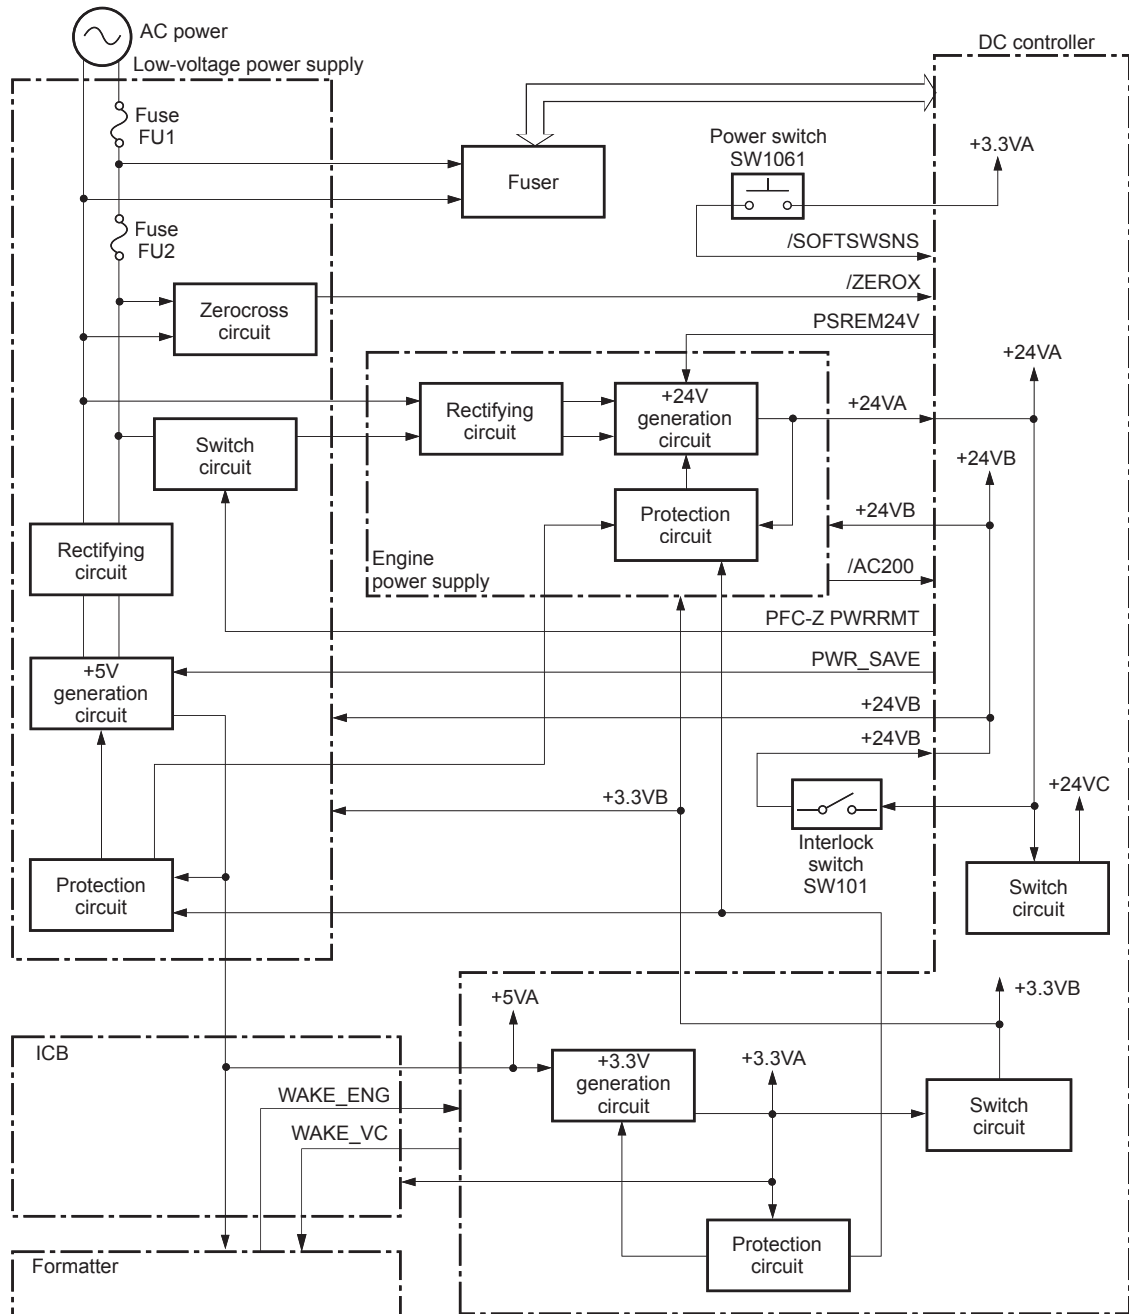 AC power
DC controller
Low-voltage power supply
Fuse
FU1
Power switch
SW1061
+3.3VA
Fuser
Fuse
FU2
/SOFTSWSNS
/ZEROX
Zerocross
circuit
PSREM24V
+24VA
Rectifying
circuit
+24V
generation
circuit
+24VA
Switch
circuit
+24VB
Protection
circuit
+24VB
Rectifying
circuit
Engine
power supply
/AC200
PFC-Z PWRRMT
PWR_SAVE
+5V
generation
circuit
+24VB
+24VB
+3.3VB
+24VC
Interlock
switch
SW101
Protection
circuit
Switch
circuit
+5VA
+3.3VB
ICB
+3.3V
generation
circuit
+3.3VA
WAKE_ENG
Switch
circuit
WAKE_VC
Protection
circuit
Formatter